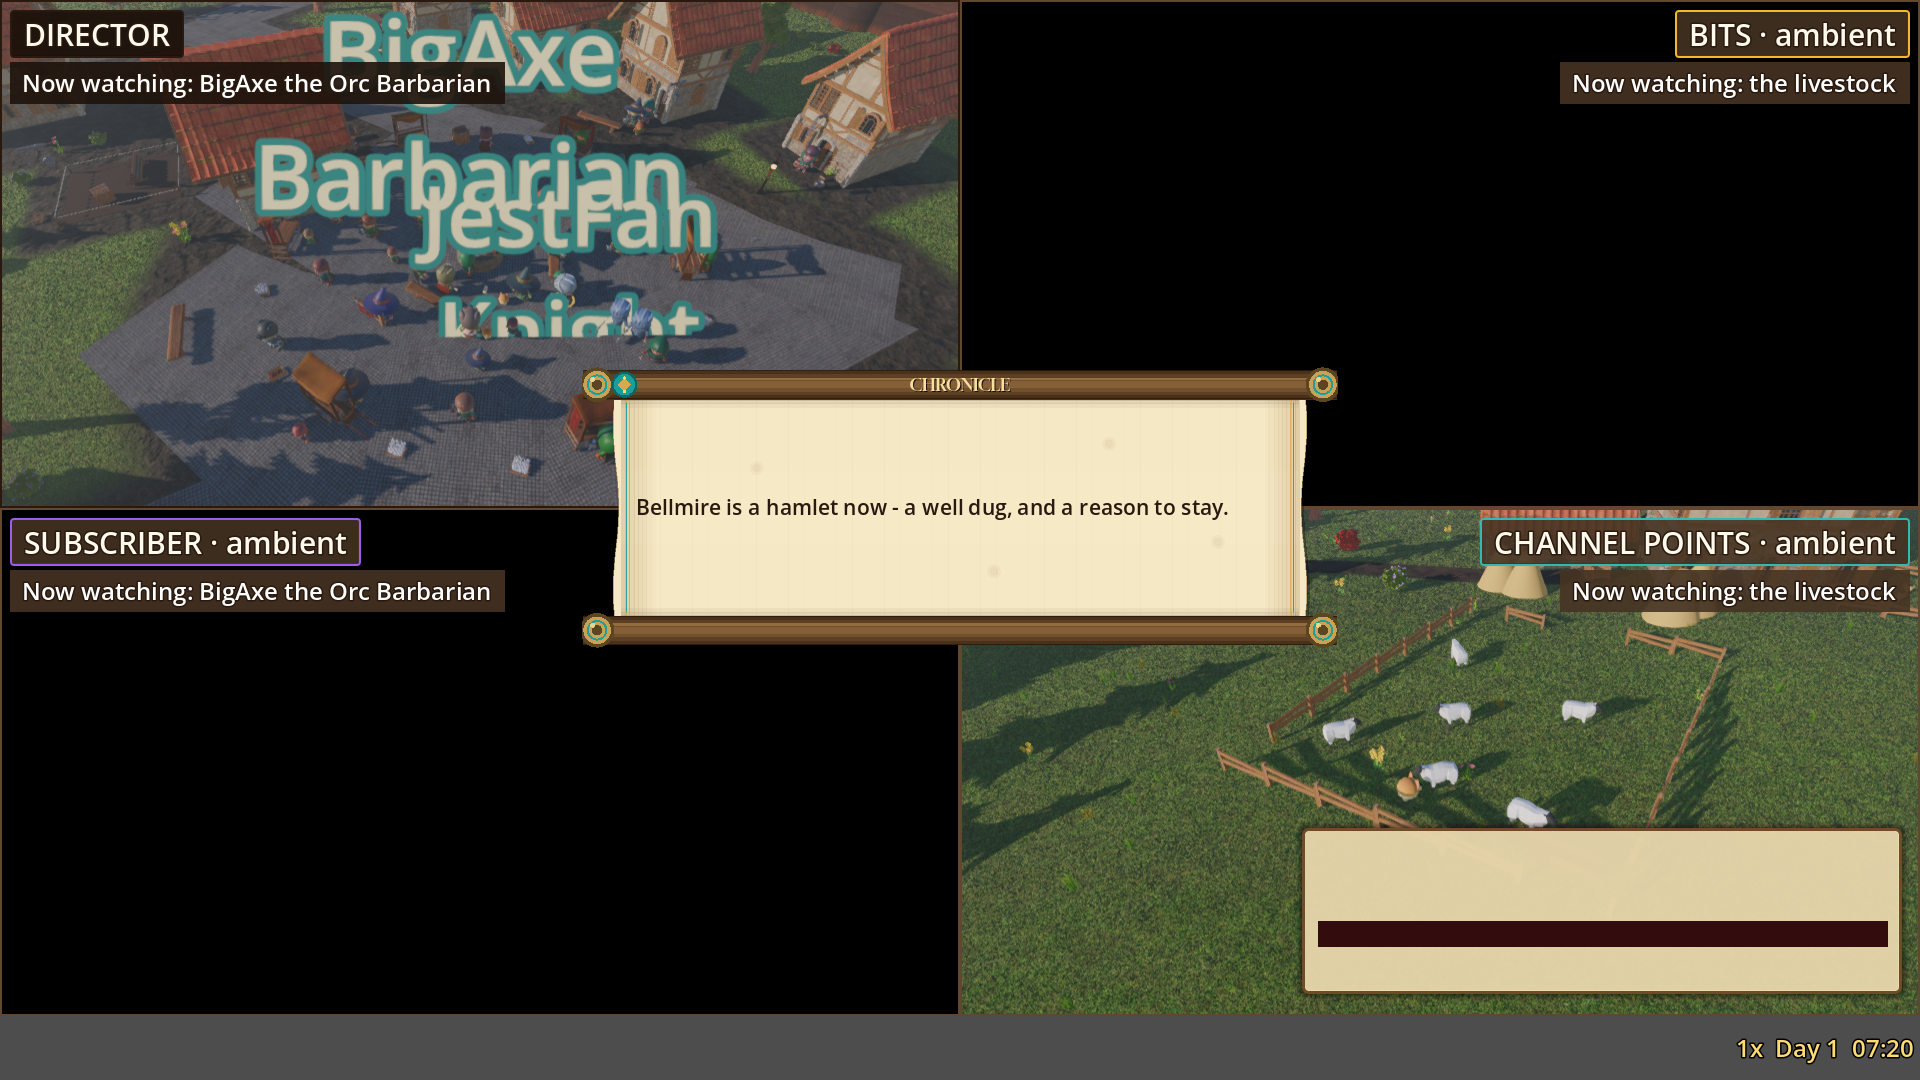 DIRECTOR
Now watching: BigAxe the Orc Barbarian
BigAxe
Barbarian
JestFah
Knight
BITS · ambient
Now watching: the livestock
CHRONICLE
Bellmire is a hamlet now - a well dug, and a reason to stay.
SUBSCRIBER · ambient
Now watching: BigAxe the Orc Barbarian
CHANNEL POINTS · ambient
Now watching: the livestock
1x Day 1 07:20